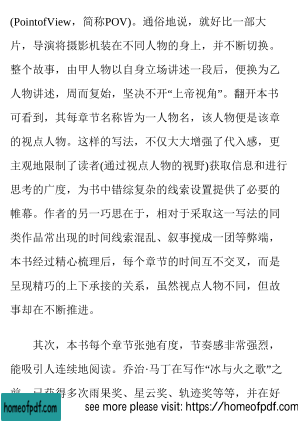 (PointofView，简称POV)。通俗地说，就好比一部大
片，导演将摄影机装在不同人物的身上，并不断切换。
整个故事，由甲人物以自身立场讲述一段后，便换为乙
人物讲述，周而复始，坚决不开“上帝视角”。翻开本书
可看到，其每章节名称皆为一人物名，该人物便是该章
的视点人物。这样的写法，不仅大大增强了代入感，更
主观地限制了读者(通过视点人物的视野)获取信息和进行
思考的广度，为书中错综复杂的线索设置提供了必要的
帷幕。作者的另一巧思在于，相对于采取这一写法的同
类作品常出现的时间线索混乱、叙事搅成一团等弊端，
本书经过精心梳理后，每个章节的时间互不交叉，而是
呈现精巧的上下承接的关系，虽然视点人物不同，但故
事却在不断推进。
其次，本书每个章节张弛有度，节奏感非常强烈，
能吸引人连续地阅读。乔治·马丁在写作“冰与火之歌”之
前，已获得多次雨果奖、星云奖、轨迹奖等等，并在好
homeofpdf.com
see more please visit: https://homeofpdf.com